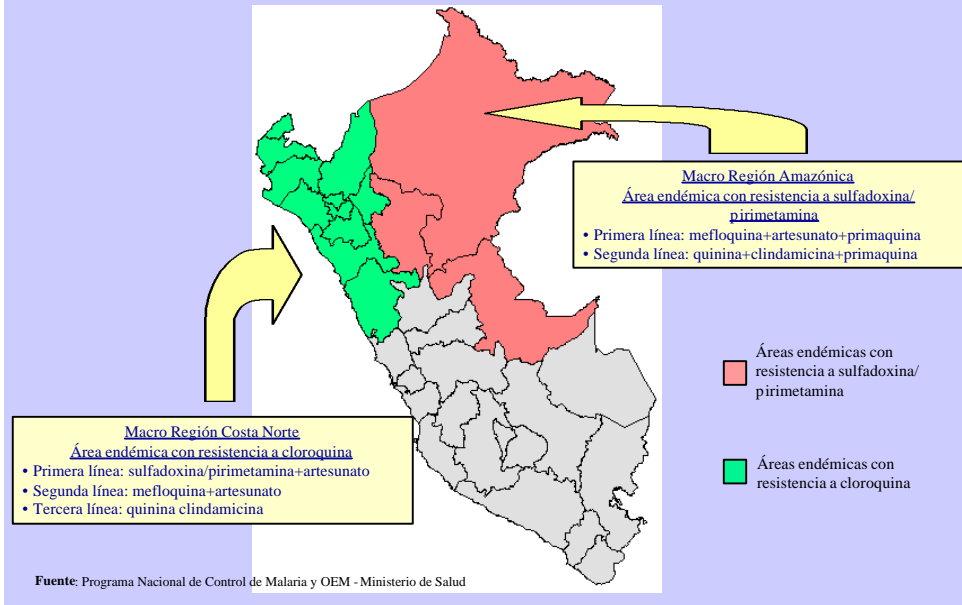 Macro Región Amazónica
Área endémica con resistencia a sulfadoxina/
pirimetamina
• Primera línea: mefloquina+artesunato+primaquina
• Segunda línea: quinina+clindamicina+primaquina
Áreas endémicas con
resistencia a sulfadoxina/
pirimetamina
Macro Región Costa Norte
Área endémica con resistencia a cloroquina
• Primera línea: sulfadoxina/pirimetamina+artesunato
• Segunda línea: mefloquina+artesunato
• Tercera línea: quinina clindamicina
Áreas endémicas con
resistencia a cloroquina
Fuente: Programa Nacional de Control de Malaria y OEM - Ministerio de Salud